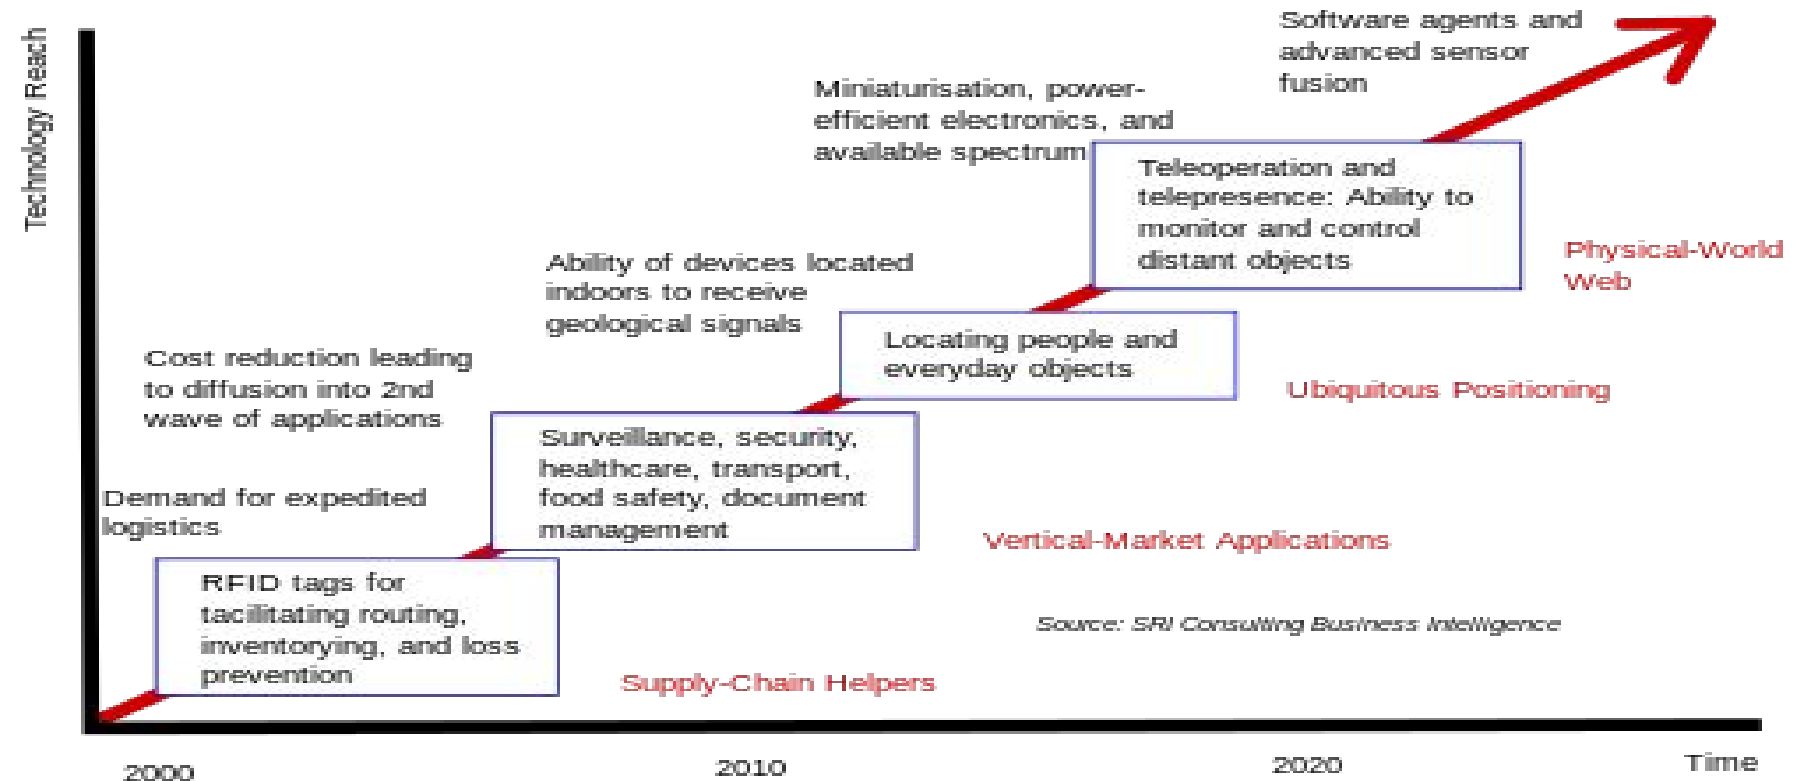 Technology Reach
Software agents and
advanced sensor
fusion
Miniaturisation, power-
efficient electronics, and
available spectrum
Teleoperation and
telepresence: Ability to
monitor and control
distant objects
Physical-World
Web
Ability of devices located
indoors to receive
geological signals
Locating people and
everyday objects
Ubiquitous Positioning
Cost reduction leading
to diffusion into 2nd
wave of applications
Surveillance, security,
healthcare, transport,
food safety, document
management
Vertical-Market Applications
Demand for expedited
logistics
RFID tags for
tacilitating routing,
inventorying, and loss
prevention
Supply-Chain Helpers
Source: SRI Consulting Business Intelligence
2000
2010
2020
Time